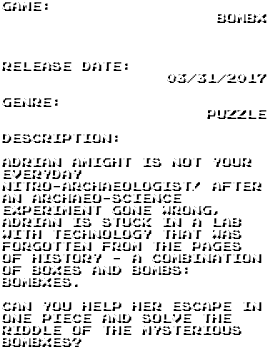 GAME:
BOMBX
RELEASE DATE:
03/31/2017
GENRE:
PUZZLE
DESCRIPTION:
ADRIAN AMIGHT IS NOT YOUR
EVERYDAY
NITRO-ARCHAEOLOGIST! AFTER
AN ARCHAEO-SCIENCE
EXPERIMENT GONE WRONG,
ADRIAN IS STUCK IN A LAB
WITH TECHNOLOGY THAT WAS
FORGOTTEN FROM THE PAGES
OF HISTORY - A COMBINATION
OF BOXES AND BOMBS:
BOMBXES.
CAN YOU HELP HER ESCAPE IN
ONE PIECE AND SOLVE THE
RIDDLE OF THE MYSTERIOUS
BOMBXES?